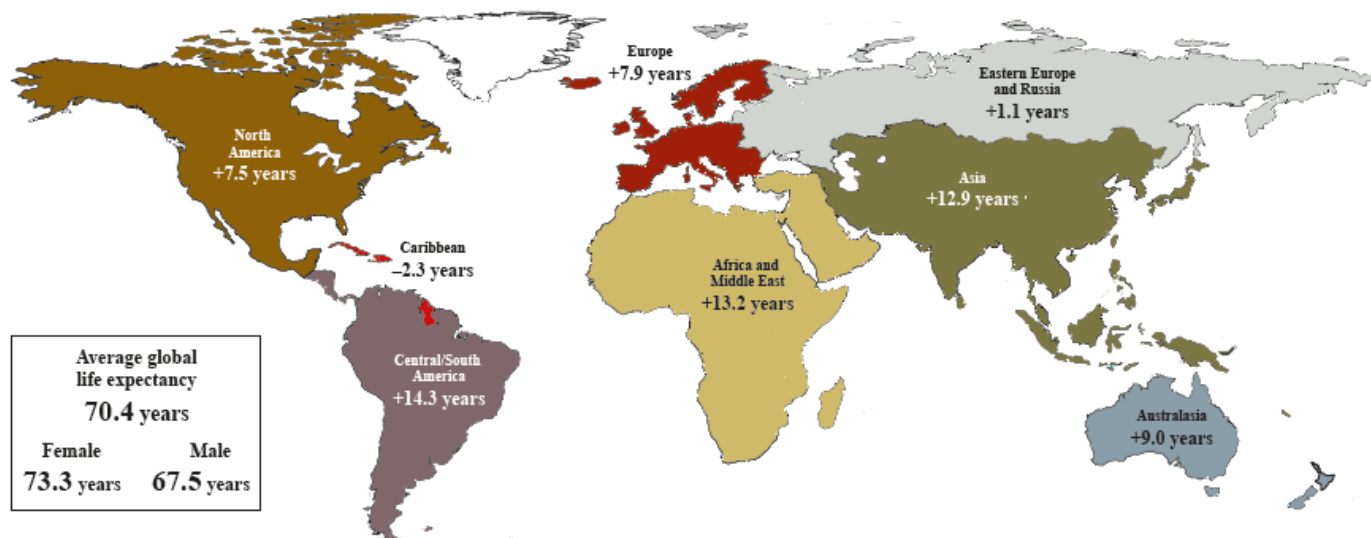 Europe
+7.9 years
Eastern Europe
and Russia
+1.1 years
North
America
+7.5 years
Asia
+12.9 years
Caribbean
–2.3 years
Africa and
Middle East
+13.2 years
Central/South
America
+14.3 years
Australasia
+9.0 years
Average global
life expectancy
70.4 years
Female Male
73.3 years 67.5 years